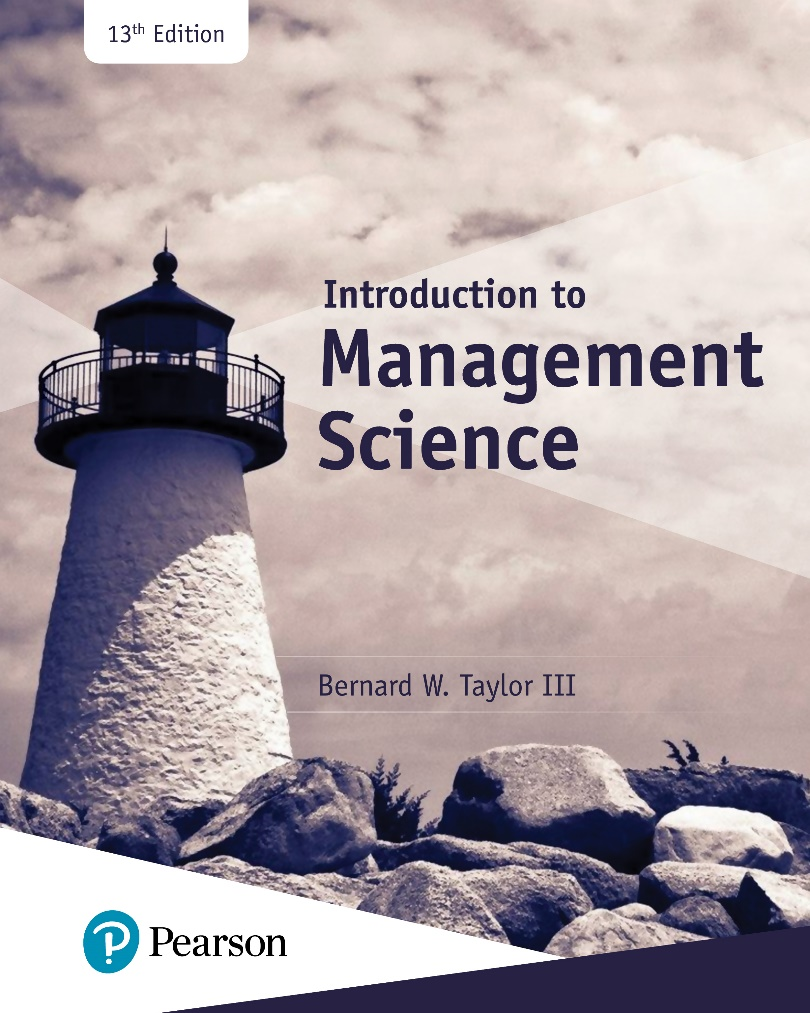 13th Edition
Introduction to
Management
Science
Bernard W. Taylor III
Pearson